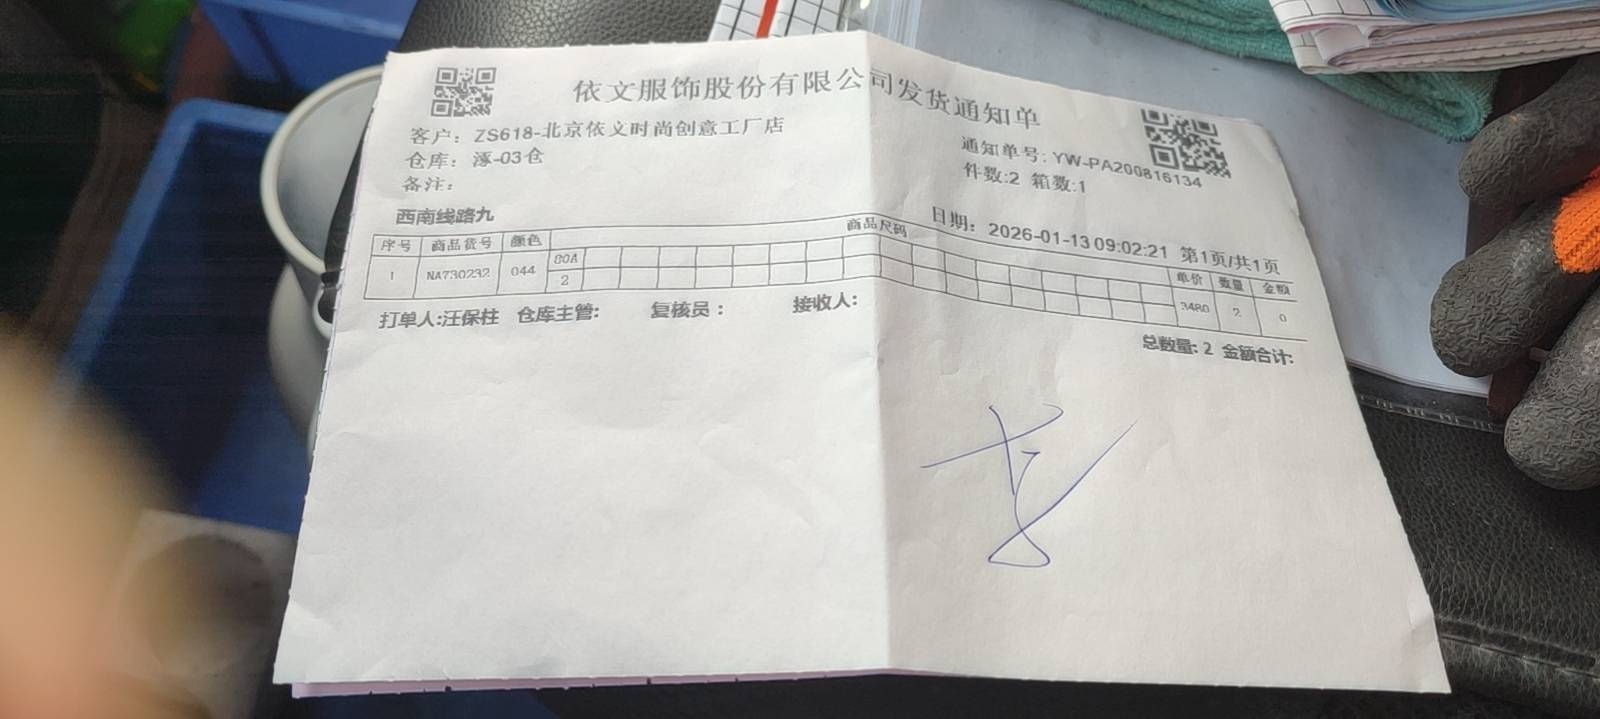 依文服饰股份有限公司发货通知单
客户：ZS618-北京依文时尚创意工厂店
仓库：涿-03仓
备注：
通知单号:YW-PA200816134
件数:2 箱数:1
西南线路九
日期：2026-01-13 09:02:21 第1页/共1页
序号 商品货号 颜色 商品尺码 单价 数量 金额
1 NA730232 044 80A 3480 2 0
2
打单人:汪保柱 仓库主管: 复核员： 接收人:
总数量: 2 金额合计: